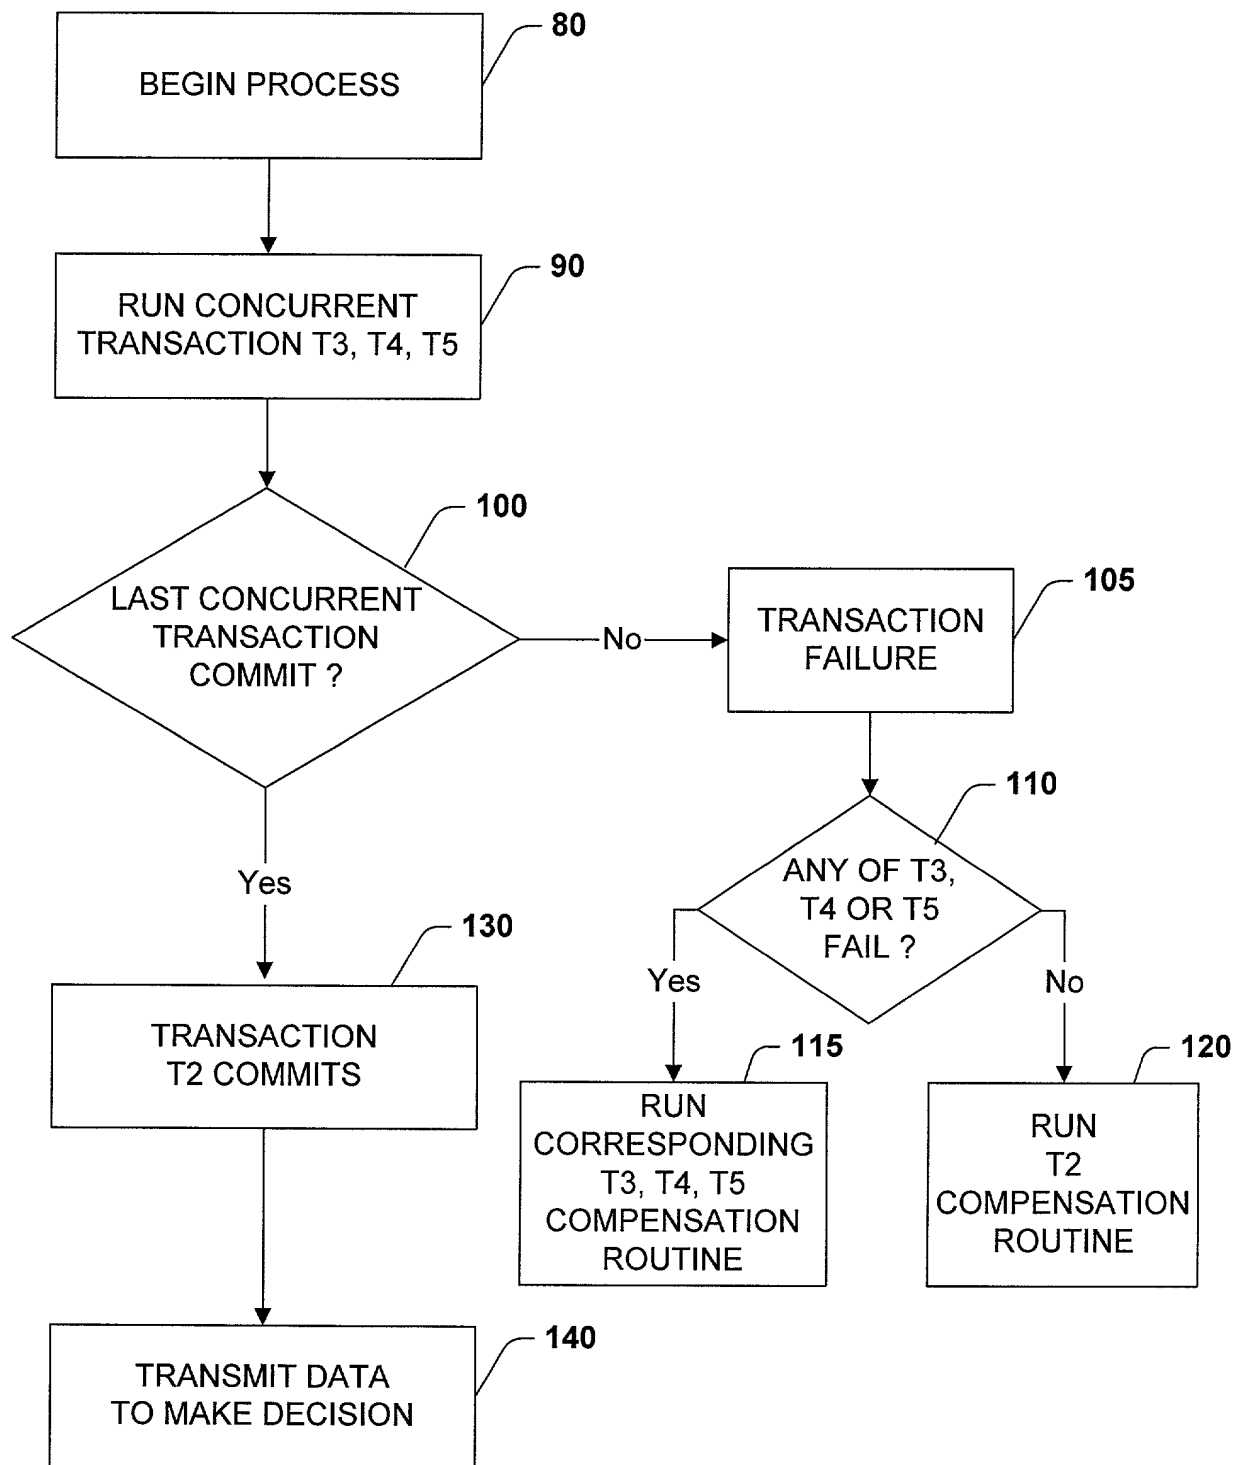 80
BEGIN PROCESS
90
RUN CONCURRENT
TRANSACTION T3, T4, T5
100
LAST CONCURRENT
TRANSACTION
COMMIT ?
No
105
TRANSACTION
FAILURE
110
ANY OF T3,
T4 OR T5
FAIL ?
Yes
Yes
No
130
TRANSACTION
T2 COMMITS
115
RUN
CORRESPONDING
T3, T4, T5
COMPENSATION
ROUTINE
120
RUN
T2
COMPENSATION
ROUTINE
140
TRANSMIT DATA
TO MAKE DECISION